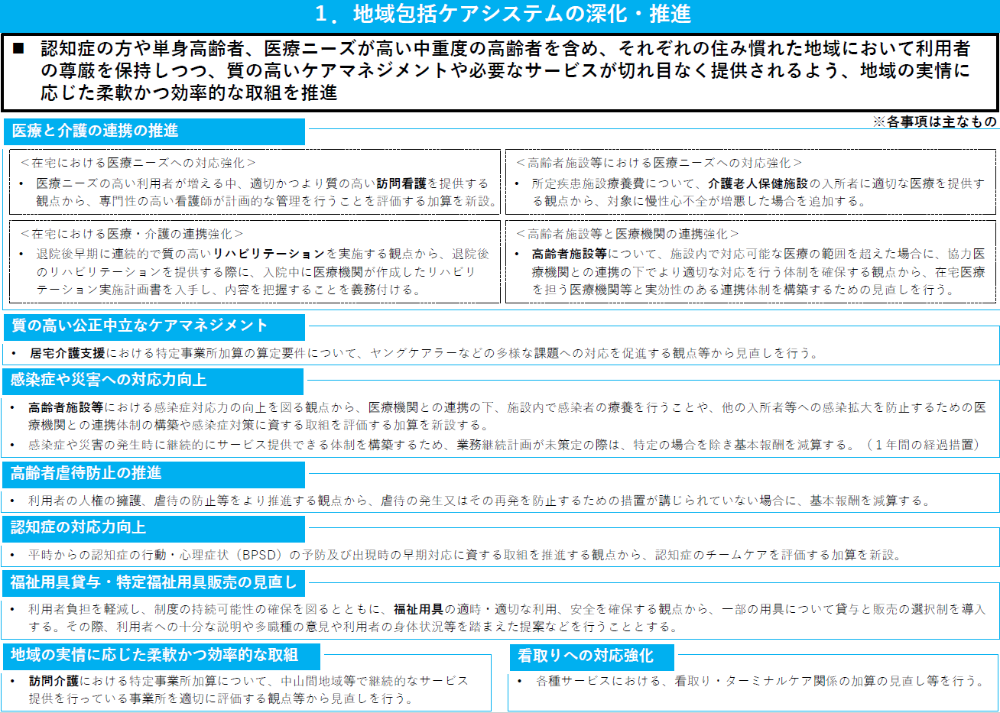 １．地域包括ケアシステムの深化・推進
■ 認知症の方や単身高齢者、医療ニーズが高い中重度の高齢者を含め、それぞれの住み慣れた地域において利用者
の尊厳を保持しつつ、質の高いケアマネジメントや必要なサービスが切れ目なく提供されるよう、地域の実情に
応じた柔軟かつ効率的な取組を推進
※各事項は主なもの
医療と介護の連携の推進
＜在宅における医療ニーズへの対応強化＞
• 医療ニーズの高い利用者が増える中、適切かつより質の高い訪問看護を提供する
観点から、専門性の高い看護師が計画的な管理を行うことを評価する加算を新設。
＜高齢者施設等における医療ニーズへの対応強化＞
• 所定疾患施設療養費について、介護老人保健施設の入所者に適切な医療を提供す
る観点から、対象に慢性心不全が増悪した場合を追加する。
＜在宅における医療・介護の連携強化＞
• 退院後早期に連続的で質の高いリハビリテーションを実施する観点から、退院後
のリハビリテーションを提供する際に、入院中に医療機関が作成したリハビリ
テーション実施計画書を入手し、内容を把握することを義務付ける。
＜高齢者施設等と医療機関の連携強化＞
• 高齢者施設等について、施設内で対応可能な医療の範囲を超えた場合に、協力医
療機関との連携の下でより適切な対応を行う体制を確保する観点から、在宅医療
を担う医療機関等と実効性のある連携体制を構築するための見直しを行う。
質の高い公正中立なケアマネジメント
• 居宅介護支援における特定事業所加算の算定要件について、ヤングケアラーなどの多様な課題への対応を促進する観点等から見直しを行う。
感染症や災害への対応力向上
• 高齢者施設等における感染症対応力の向上を図る観点から、医療機関との連携の下、施設内で感染者の療養を行うことや、他の入所者等への感染拡大を防止するための医
療機関との連携体制の構築や感染症対策に資する取組を評価する加算を新設する。
• 感染症や災害の発生時に継続的にサービス提供できる体制を構築するため、業務継続計画が未策定の際は、特定の場合を除き基本報酬を減算する。（１年間の経過措置）
高齢者虐待防止の推進
• 利用者の人権の擁護、虐待の防止等をより推進する観点から、虐待の発生又はその再発を防止するための措置が講じられていない場合に、基本報酬を減算する。
認知症の対応力向上
• 平時からの認知症の行動・心理症状（BPSD）の予防及び出現時の早期対応に資する取組を推進する観点から、認知症のチームケアを評価する加算を新設。
福祉用具貸与・特定福祉用具販売の見直し
• 利用者負担を軽減し、制度の持続可能性の確保を図るとともに、福祉用具の適時・適切な利用、安全を確保する観点から、一部の用具について貸与と販売の選択制を導入
する。その際、利用者への十分な説明や多職種の意見や利用者の身体状況等を踏まえた提案などを行うこととする。
地域の実情に応じた柔軟かつ効率的な取組
• 訪問介護における特定事業所加算について、中山間地域等で継続的なサービス
提供を行っている事業所を適切に評価する観点等から見直しを行う。
看取りへの対応強化
• 各種サービスにおける、看取り・ターミナルケア関係の加算の見直し等を行う。